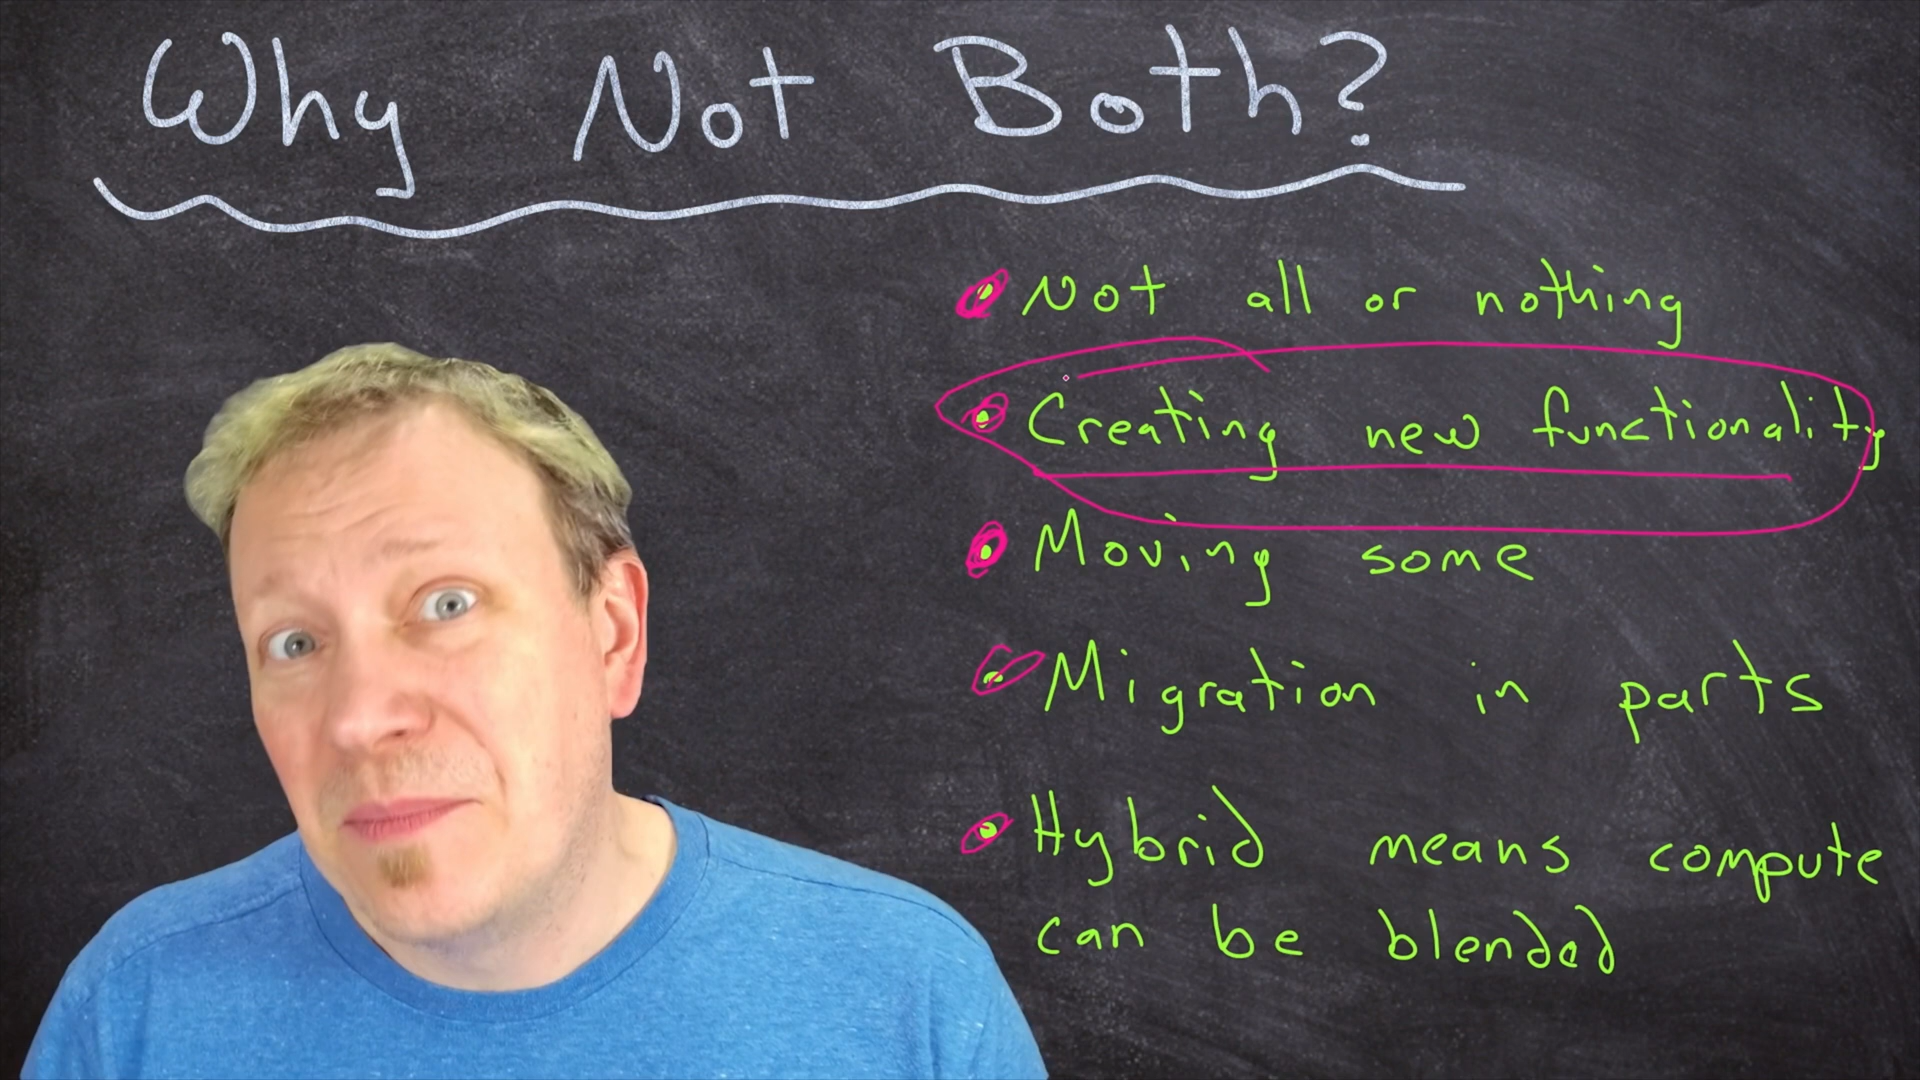 Why Not Both?
• Not all or nothing
• Creating new functionality
• Moving some
• Migration in parts
• Hybrid means compute
can be blended